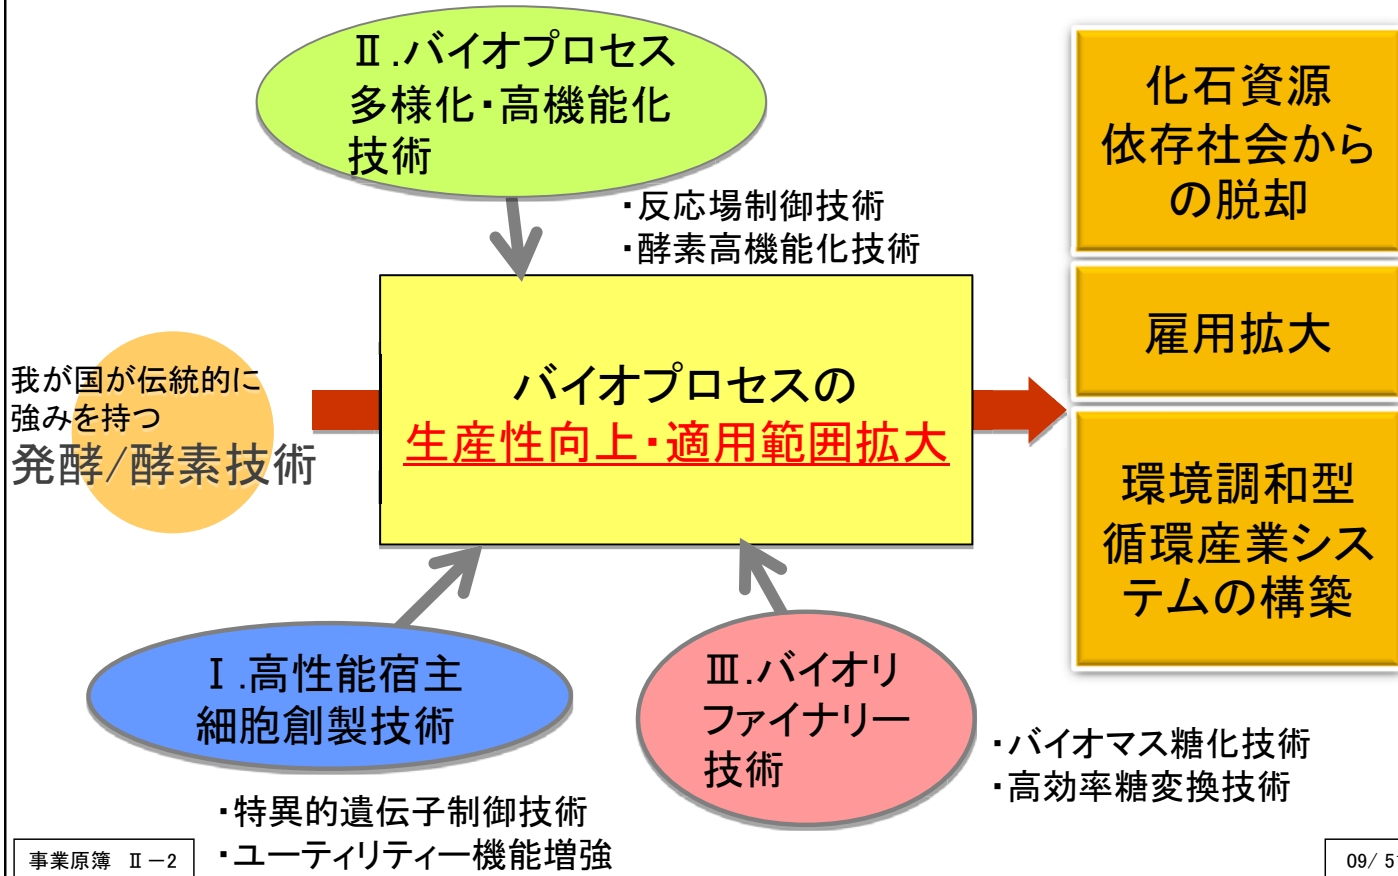 Ⅱ.バイオプロセス
多様化・高機能化
技術
・反応場制御技術
・酵素高機能化技術
我が国が伝統的に
強みを持つ
発酵/酵素技術
バイオプロセスの
生産性向上・適用範囲拡大
化石資源
依存社会から
の脱却
雇用拡大
環境調和型
循環産業シス
テムの構築
Ⅰ.高性能宿主
細胞創製技術
・特異的遺伝子制御技術
・ユーティリティー機能増強
Ⅲ.バイオリ
ファイナリー
技術
・バイオマス糖化技術
・高効率糖変換技術
事業原簿 Ⅱ－2
09/